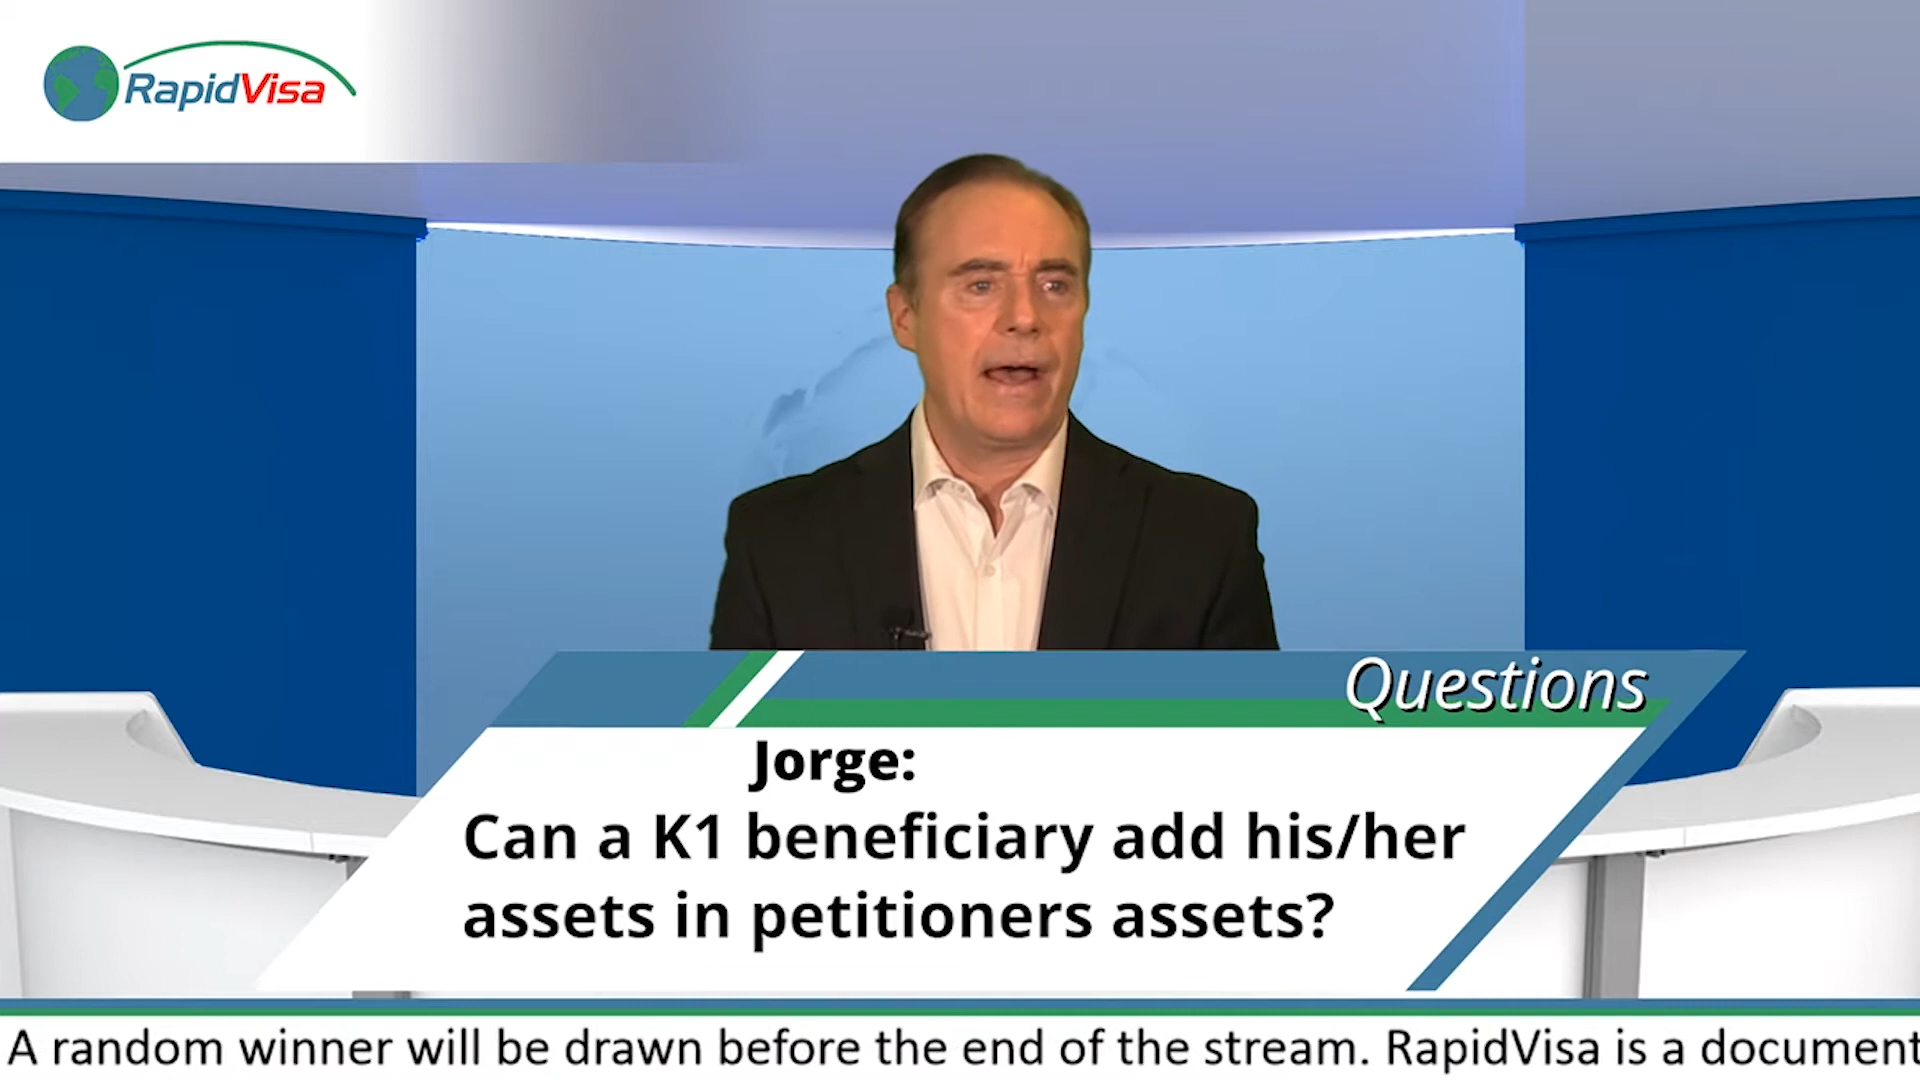 RapidVisa
Questions
Jorge:
Can a K1 beneficiary add his/her
assets in petitioners assets?
A random winner will be drawn before the end of the stream. RapidVisa is a document